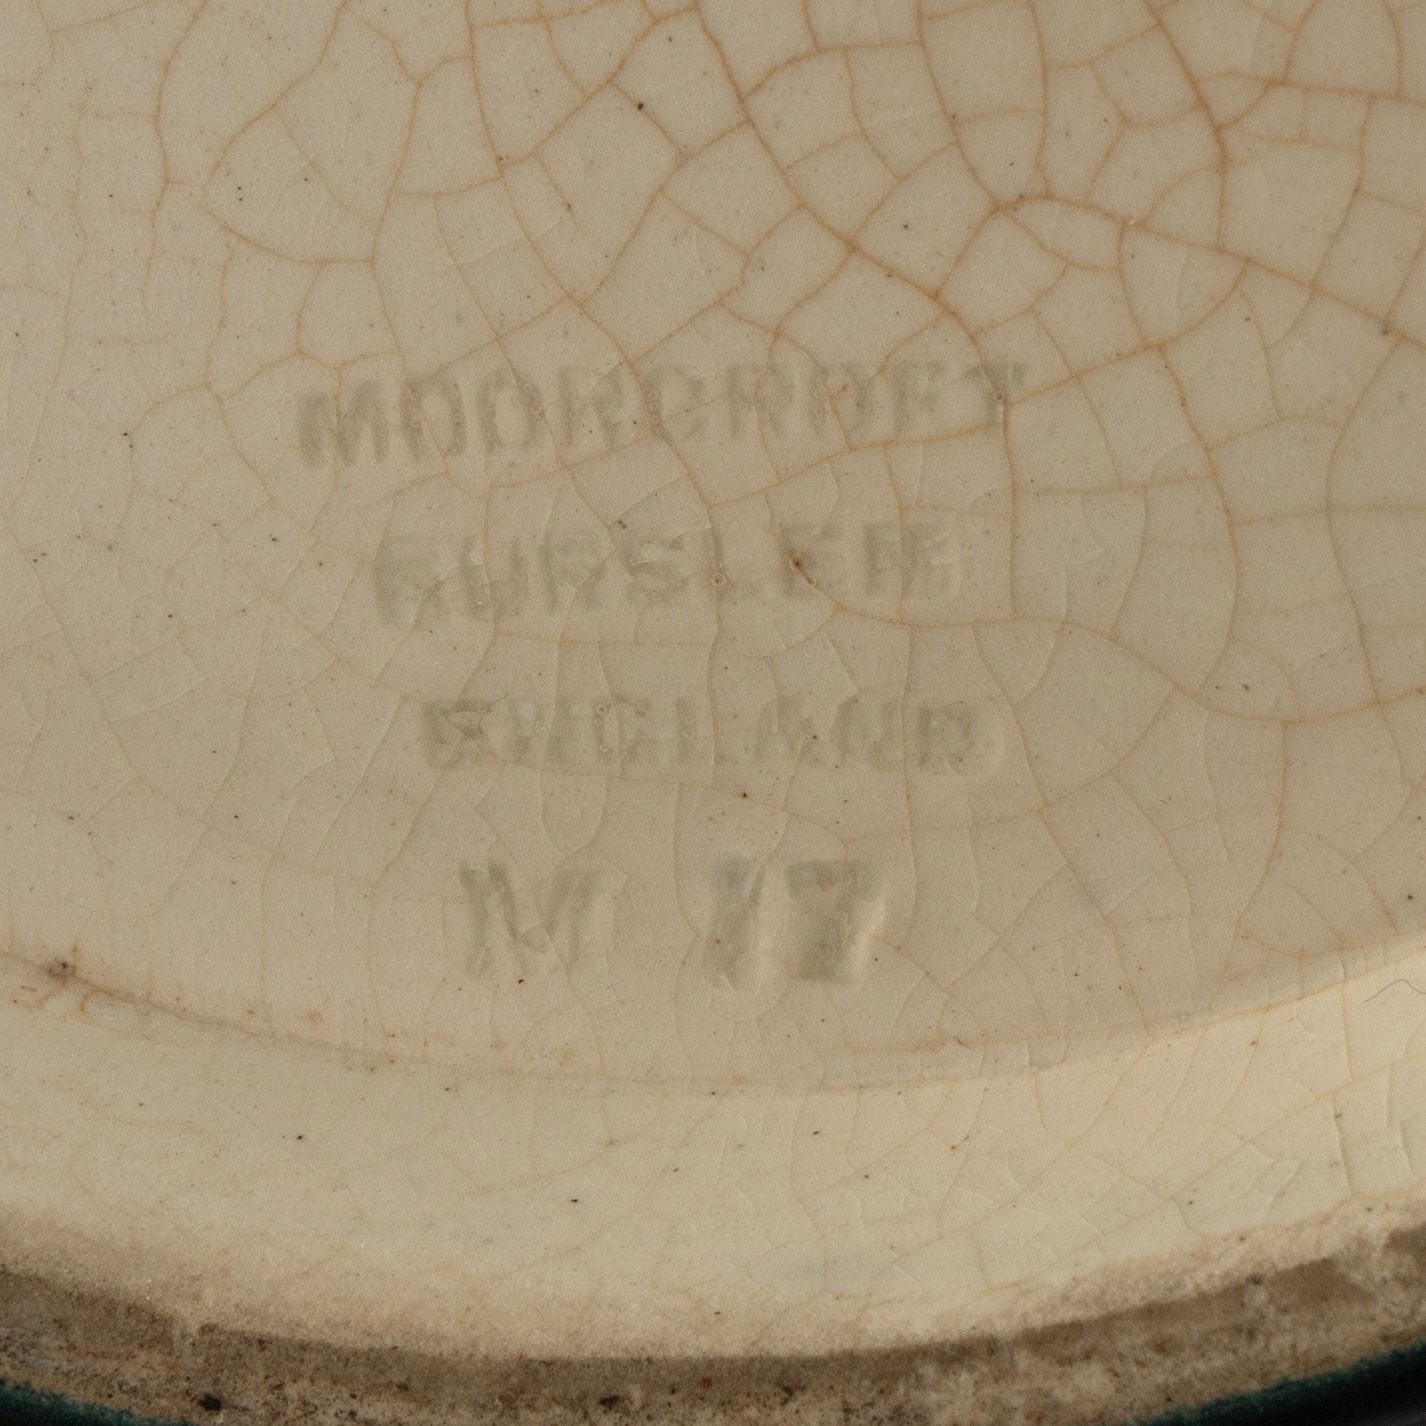 MOORCROFT
BURSLEM
ENGLAND
M 17